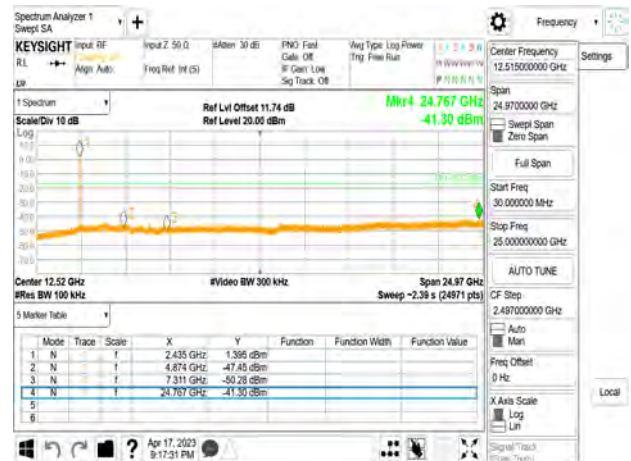 Spectrum Analyzer 1
Swept SA
Frequency
KEYSIGHT Input: RF Input Z: 50 Ω #Atten: 30 dB PNO: Fast Avg Type: Log-Power 1 2 3 4 5 6
RL Align: Auto Freq Ref: Int (S) Gate: Off Trig: Free Run
IF Gain: Low
Sig Track: Off P N N N N N
Center Frequency
12.515000000 GHz
Settings
Span
24.9700000 GHz
Swept Span
Zero Span
Full Span
Start Freq
30.000000 MHz
Stop Freq
25.000000000 GHz
AUTO TUNE
CF Step
2.497000000 GHz
Auto
Man
Freq Offset
0 Hz
X Axis Scale
Log
Lin
Signal Track
Local
1 Spectrum
Scale/Div 10 dB
Ref Lvl Offset 11.74 dB
Ref Level 20.00 dBm
Mkr4 24.767 GHz
-41.30 dBm
Log
Center 12.52 GHz
#Res BW 100 kHz
#Video BW 300 kHz
Span 24.97 GHz
Sweep ~2.39 s (24971 pts)
5 Marker Table
Mode Trace Scale X Y Function Function Width Function Value
1 N f 2.435 GHz 1.395 dBm
2 N f 4.874 GHz -47.45 dBm
3 N f 7.311 GHz -50.28 dBm
4 N f 24.767 GHz -41.30 dBm
5
6
?
Apr 17, 2023
9:17:31 PM